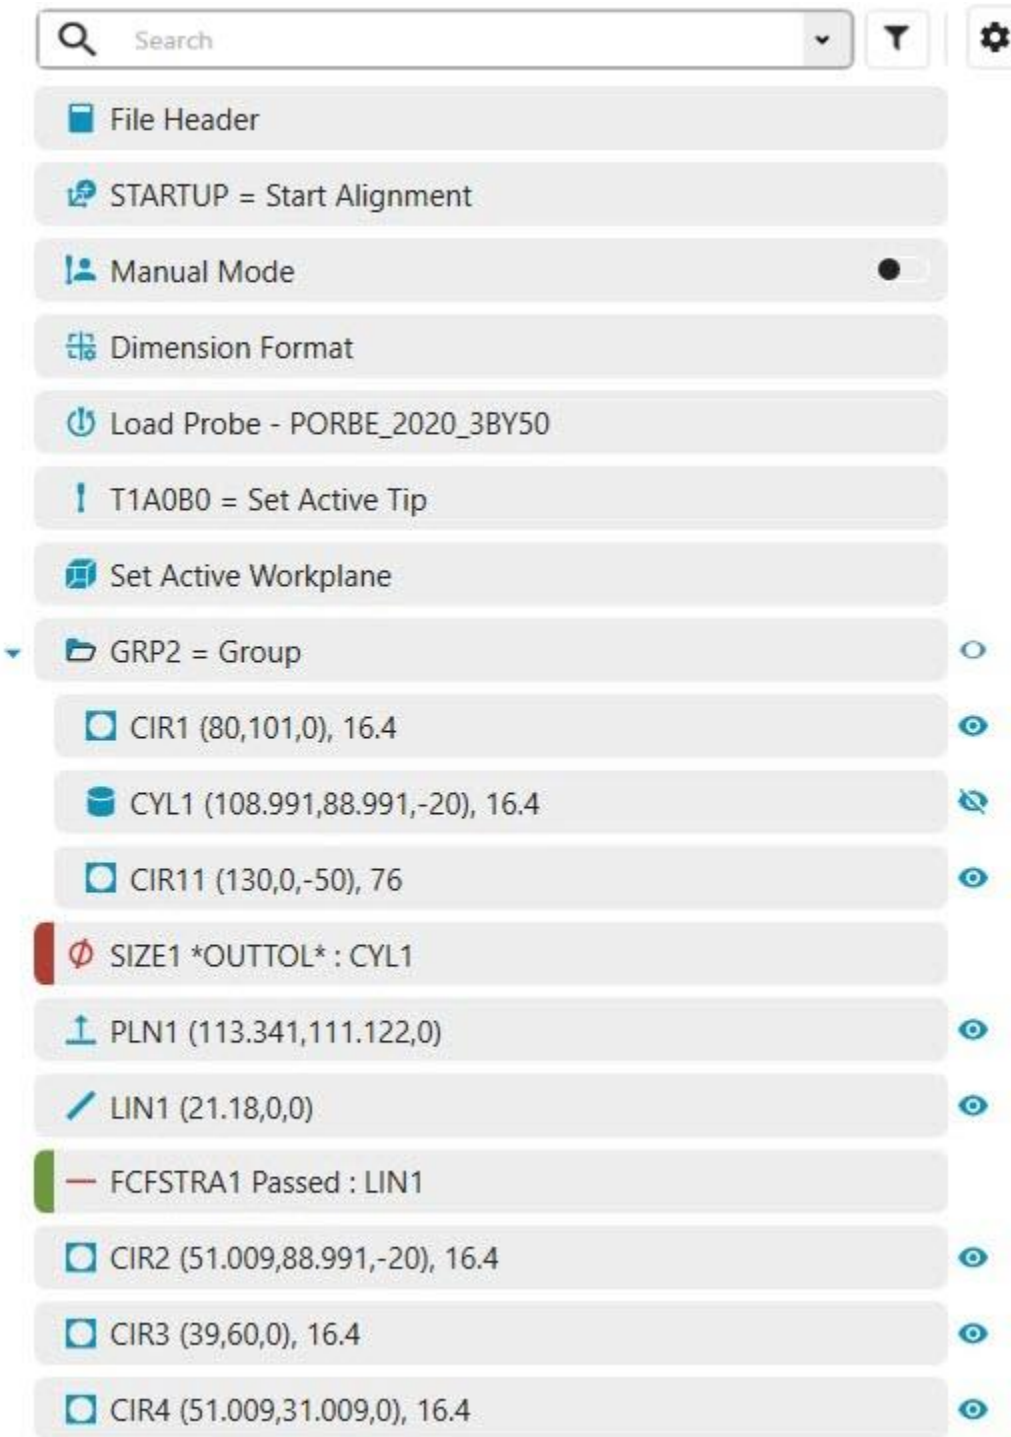 Search
File Header
STARTUP = Start Alignment
Manual Mode
Dimension Format
Load Probe - PORBE_2020_3BY50
T1A0B0 = Set Active Tip
Set Active Workplane
GRP2 = Group
CIR1 (80,101,0), 16.4
CYL1 (108.991,88.991,-20), 16.4
CIR11 (130,0,-50), 76
SIZE1 *OUTTOL* : CYL1
PLN1 (113.341,111.122,0)
LIN1 (21.18,0,0)
FCFSTRA1 Passed : LIN1
CIR2 (51.009,88.991,-20), 16.4
CIR3 (39,60,0), 16.4
CIR4 (51.009,31.009,0), 16.4